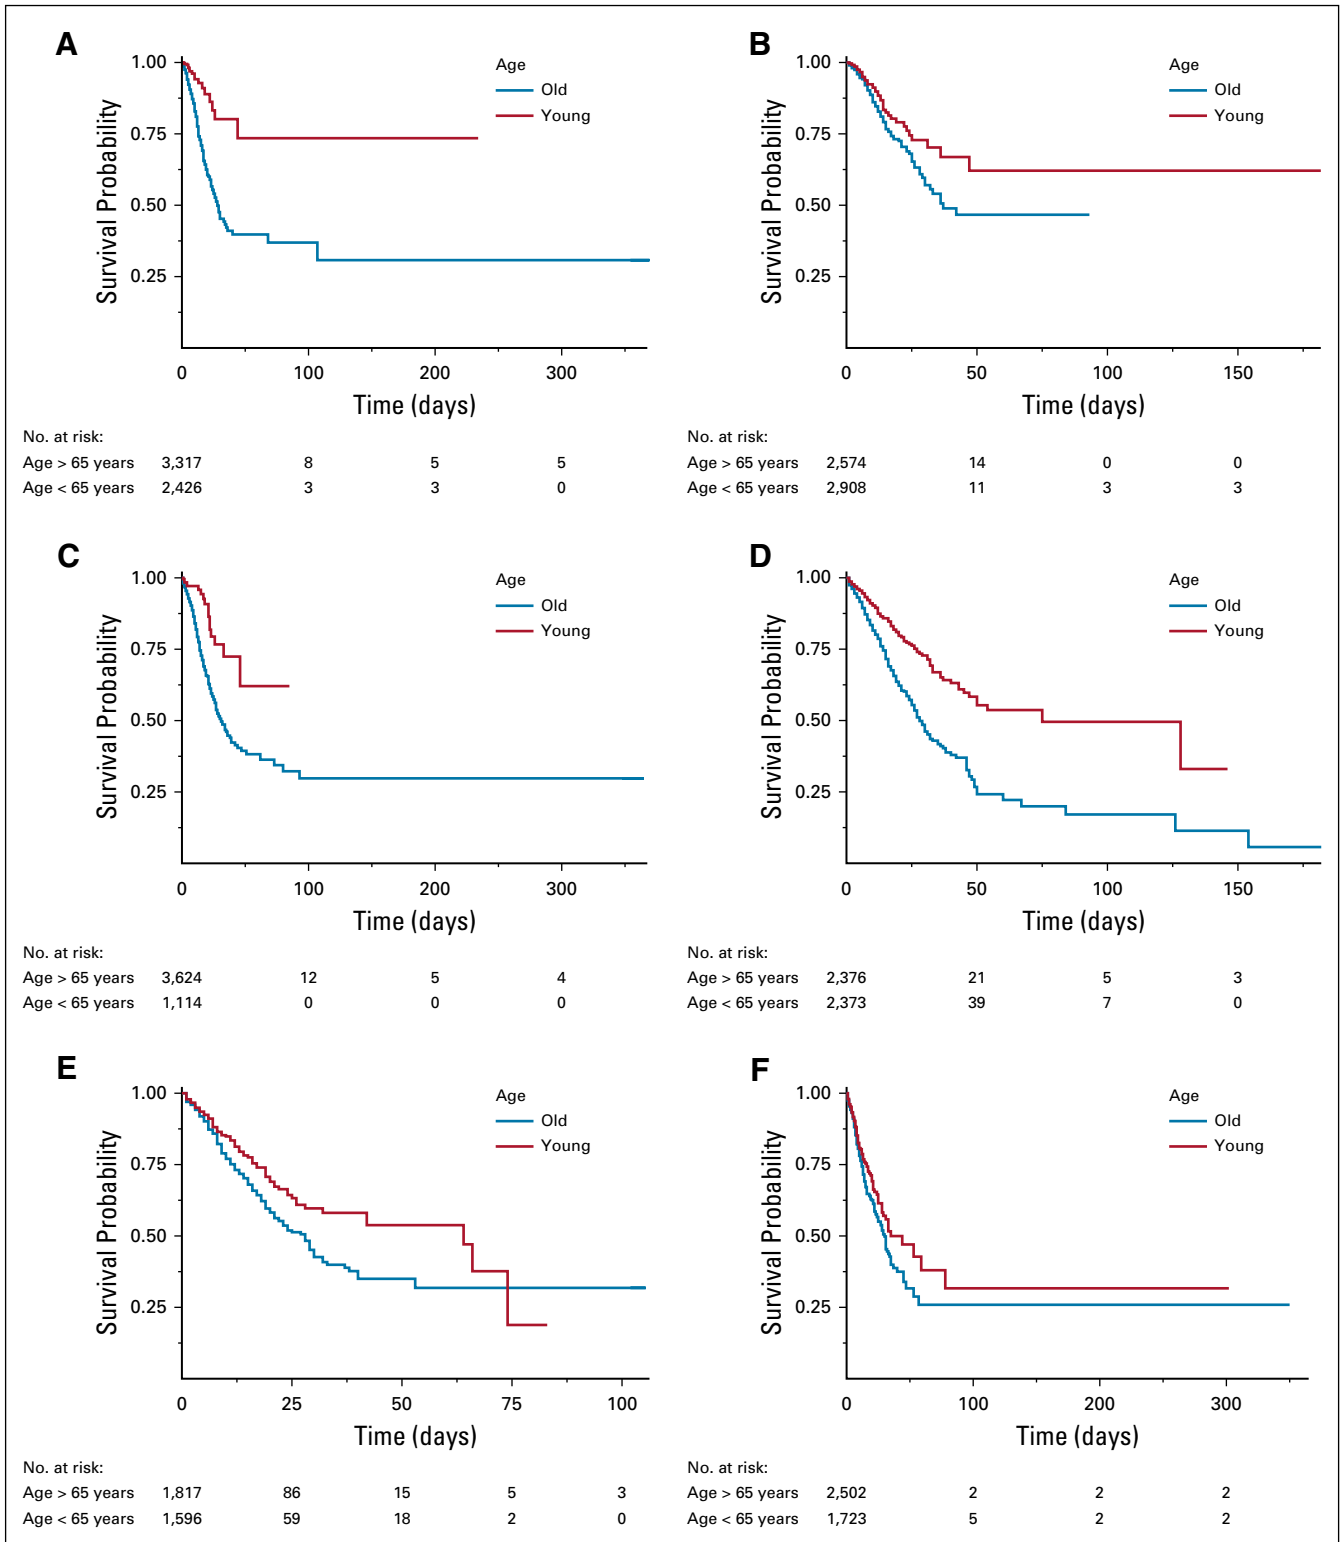 A
Survival Probability
1.00
0.75
0.50
0.25
Age
Old
Young
0 100 200 300
Time (days)
No. at risk:
Age > 65 years 3,317 8 5 5
Age < 65 years 2,426 3 3 0
B
Survival Probability
1.00
0.75
0.50
0.25
Age
Old
Young
0 50 100 150
Time (days)
No. at risk:
Age > 65 years 2,574 14 0 0
Age < 65 years 2,908 11 3 3
C
Survival Probability
1.00
0.75
0.50
0.25
Age
Old
Young
0 100 200 300
Time (days)
No. at risk:
Age > 65 years 3,624 12 5 4
Age < 65 years 1,114 0 0 0
D
Survival Probability
1.00
0.75
0.50
0.25
Age
Old
Young
0 50 100 150
Time (days)
No. at risk:
Age > 65 years 2,376 21 5 3
Age < 65 years 2,373 39 7 0
E
Survival Probability
1.00
0.75
0.50
0.25
Age
Old
Young
0 25 50 75 100
Time (days)
No. at risk:
Age > 65 years 1,817 86 15 5 3
Age < 65 years 1,596 59 18 2 0
F
Survival Probability
1.00
0.75
0.50
0.25
Age
Old
Young
0 100 200 300
Time (days)
No. at risk:
Age > 65 years 2,502 2 2 2
Age < 65 years 1,723 5 2 2